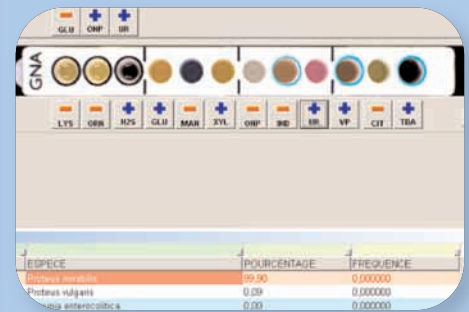 GLU ONP UR
GNA
LYS ORN H2S GLU MAN XYL ONP IND UR VP CIT TDA
ESPECE POURCENTAGE FREQUENCE
Proteus mirabilis 99,90 0,000000
Proteus vulgaris 0,09 0,000000
enterocolitica 0,00 0,000000